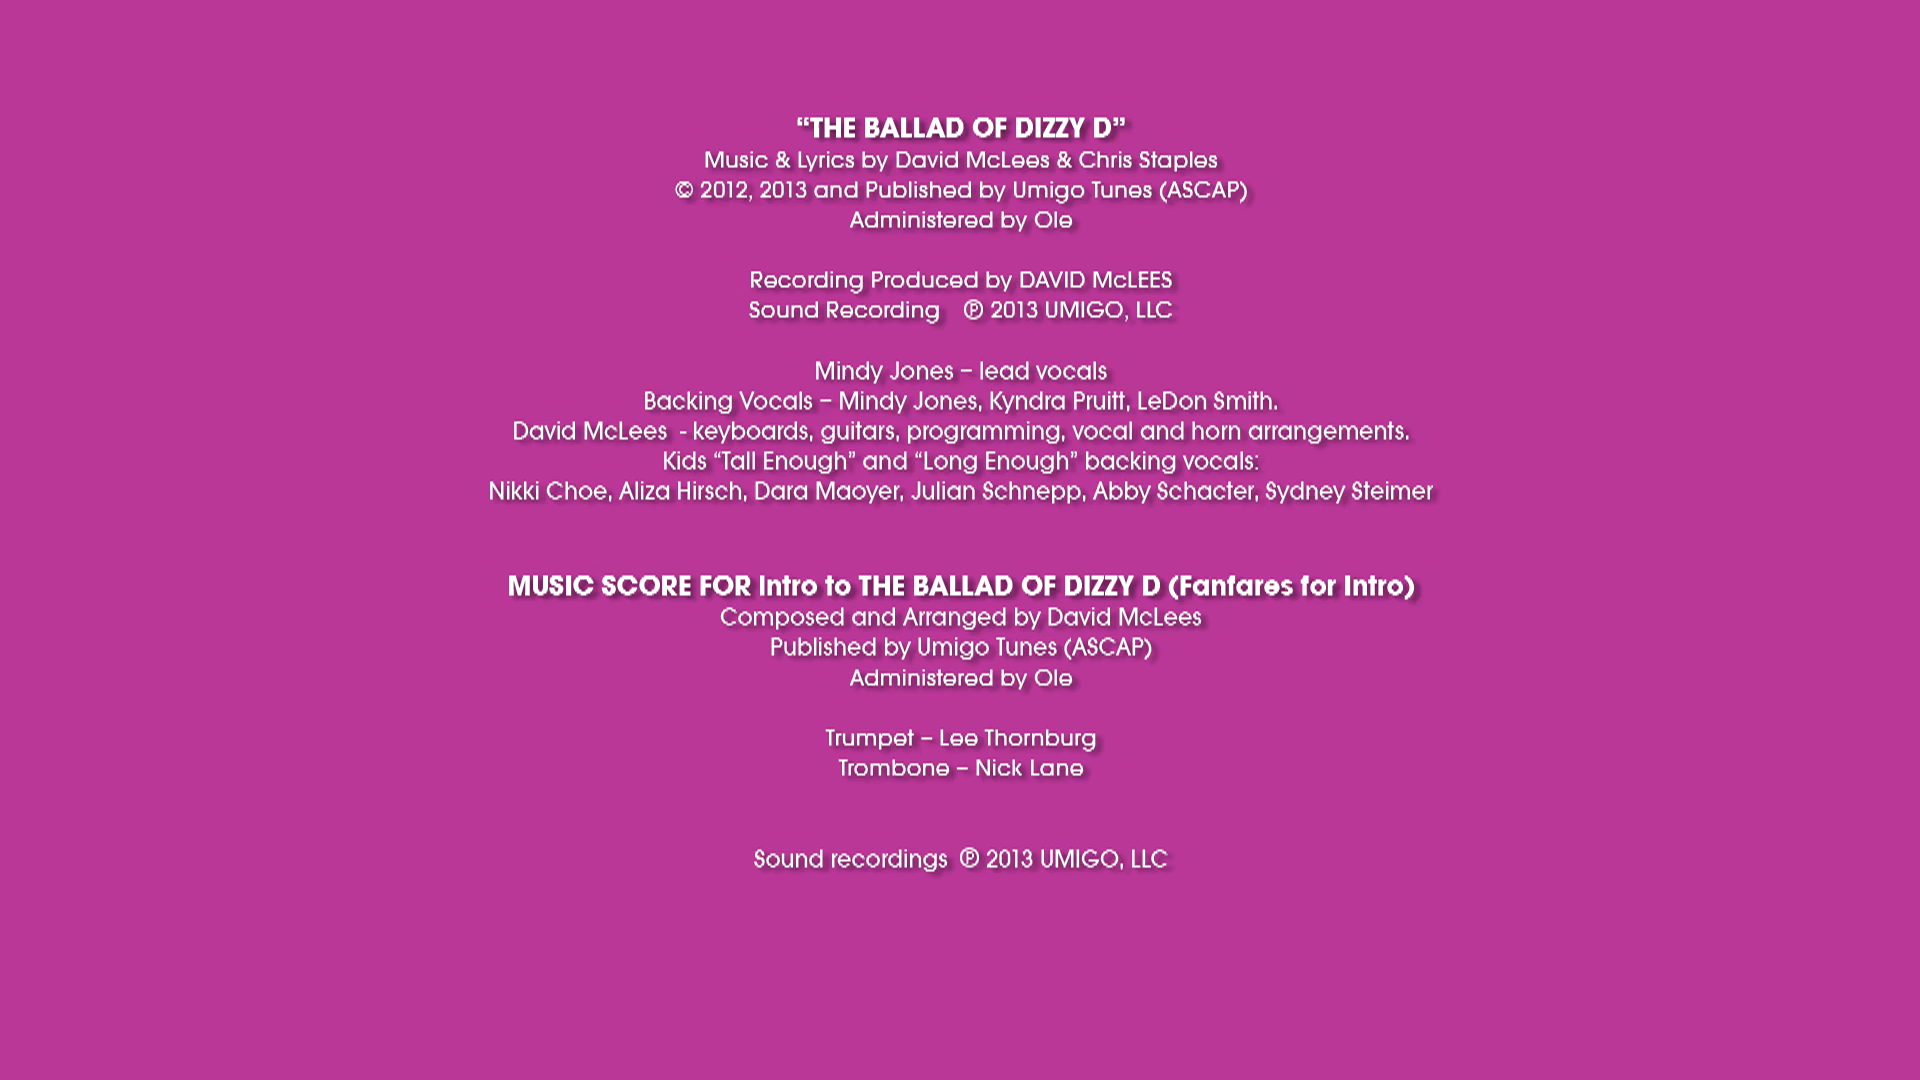 “THE BALLAD OF DIZZY D”
Music & Lyrics by David McLees & Chris Staples
© 2012, 2013 and Published by Umigo Tunes (ASCAP)
Administered by Ole
Recording Produced by DAVID McLEES
Sound Recording ℗ 2013 UMIGO, LLC
Mindy Jones – lead vocals
Backing Vocals – Mindy Jones, Kyndra Pruitt, LeDon Smith.
David McLees - keyboards, guitars, programming, vocal and horn arrangements.
Kids “Tall Enough” and “Long Enough” backing vocals:
Nikki Choe, Aliza Hirsch, Dara Maoyer, Julian Schnepp, Abby Schacter, Sydney Steimer
MUSIC SCORE FOR Intro to THE BALLAD OF DIZZY D (Fanfares for Intro)
Composed and Arranged by David McLees
Published by Umigo Tunes (ASCAP)
Administered by Ole
Trumpet – Lee Thornburg
Trombone – Nick Lane
Sound recordings ℗ 2013 UMIGO, LLC